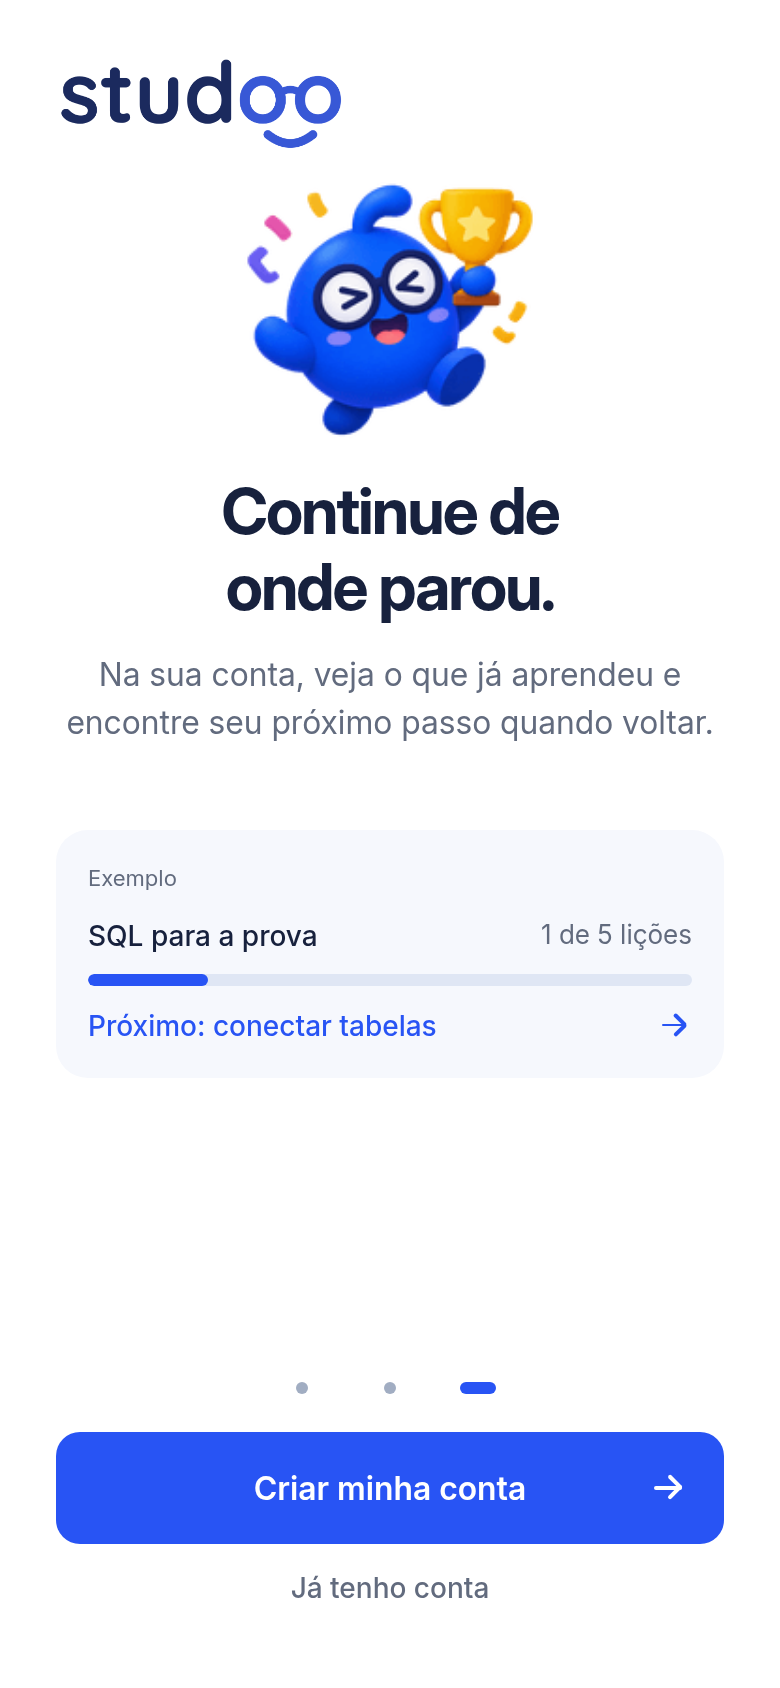 studoo
Continue de
onde parou.
Na sua conta, veja o que já aprendeu e
encontre seu próximo passo quando voltar.
Exemplo
SQL para a prova
1 de 5 lições
Próximo: conectar tabelas
Criar minha conta
Já tenho conta